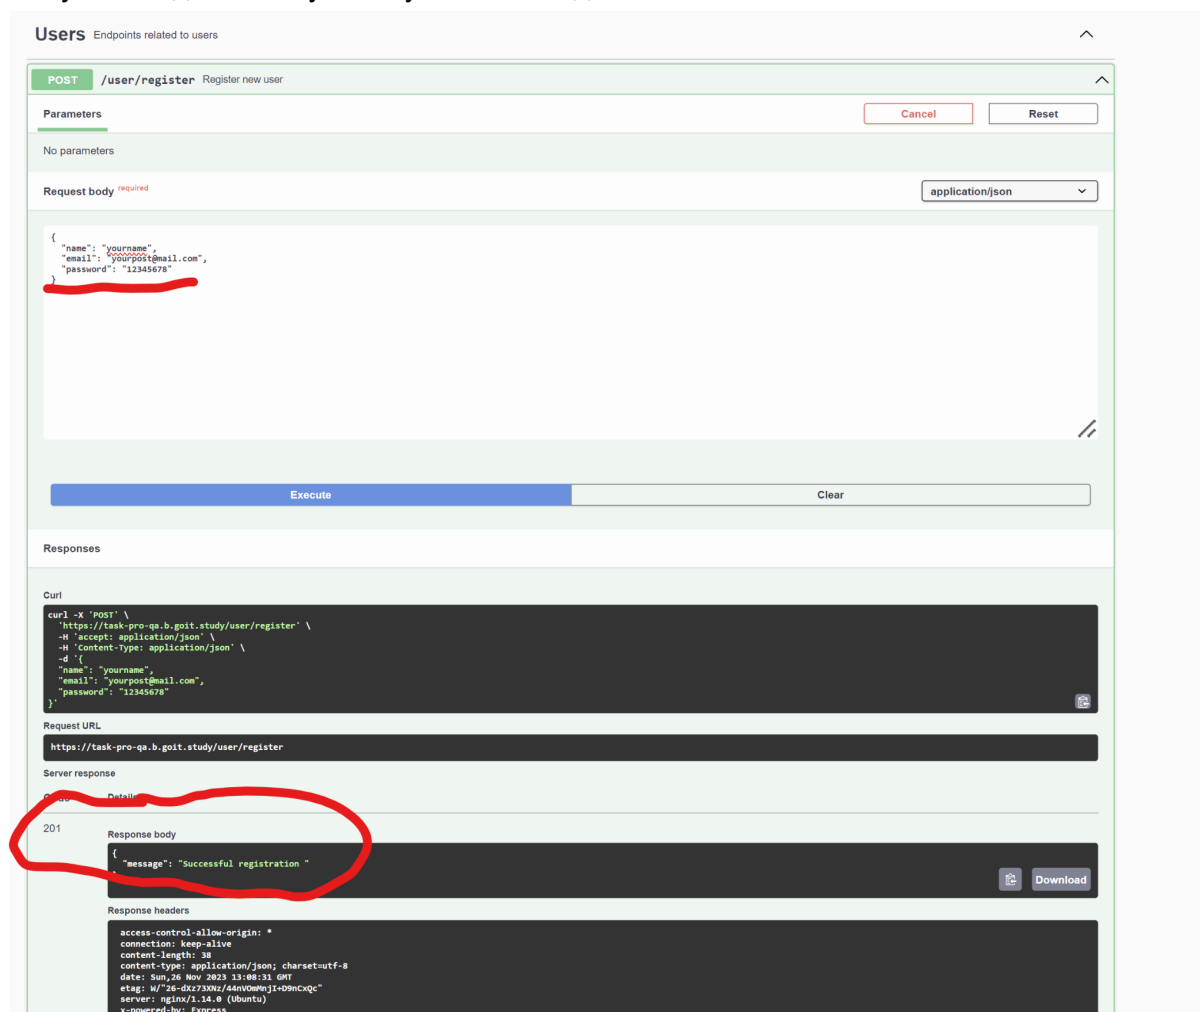 Users Endpoints related to users
POST /user/register Register new user
Parameters Cancel Reset
No parameters
Request body required application/json
{
"name": "yourname",
"email": "yourpost@mail.com",
"password": "12345678"
}
Execute Clear
Responses
Curl
curl -X 'POST' \
'https://task-pro-qa.b.goit.study/user/register' \
-H 'accept: application/json' \
-H 'Content-Type: application/json' \
-d '{
"name": "yourname",
"email": "yourpost@mail.com",
"password": "12345678"
}'
Request URL
https://task-pro-qa.b.goit.study/user/register
Server response
Details
201 Response body
{
"message": "Successful registration "
Download
Response headers
access-control-allow-origin: *
connection: keep-alive
content-length: 38
content-type: application/json; charset=utf-8
date: Sun,26 Nov 2023 13:08:31 GMT
server: nginx/1.14.0 (Ubuntu)
x-powered-by: Express